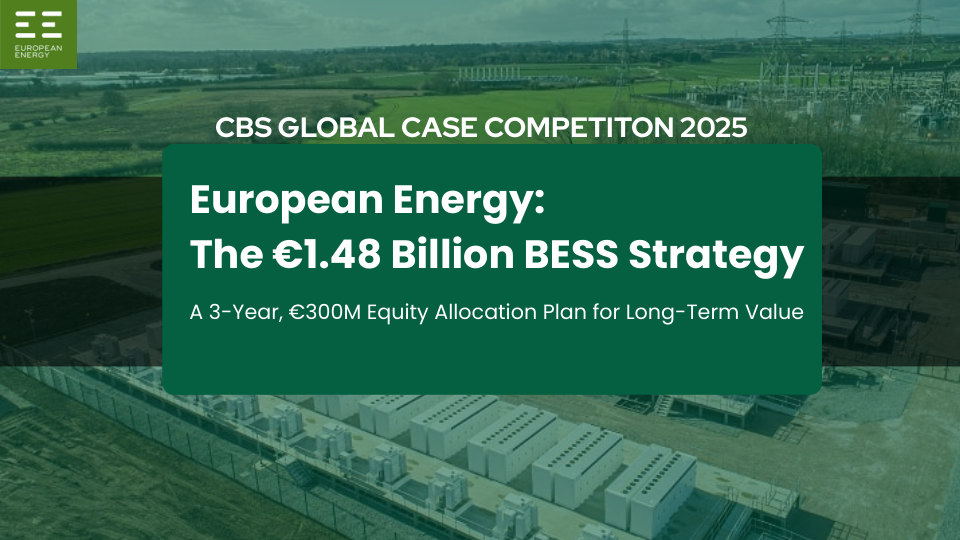 EUROPEAN
ENERGY
CBS GLOBAL CASE COMPETITON 2025
European Energy:
The €1.48 Billion BESS Strategy
A 3-Year, €300M Equity Allocation Plan for Long-Term Value